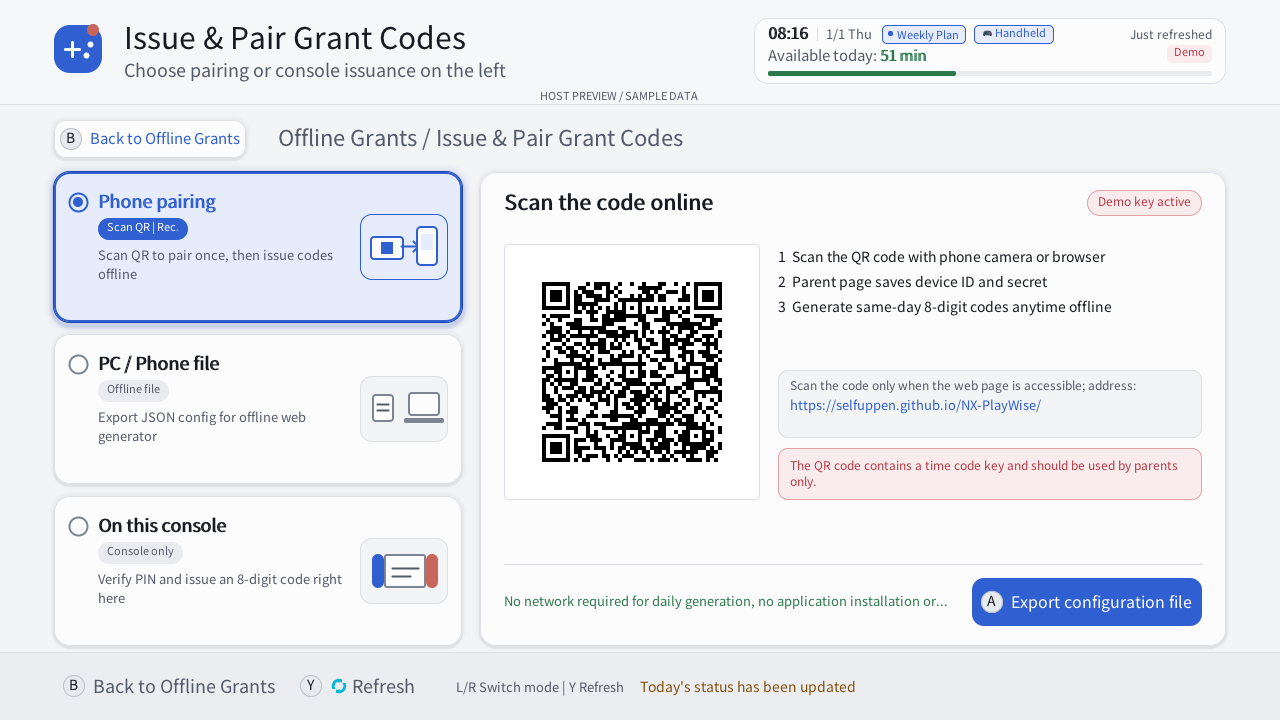 Issue & Pair Grant Codes
Choose pairing or console issuance on the left
08:16 | 1/1 Thu Weekly Plan Handheld Just refreshed
Available today: 51 min Demo
HOST PREVIEW / SAMPLE DATA
B Back to Offline Grants
Offline Grants / Issue & Pair Grant Codes
Phone pairing
Scan QR | Rec.
Scan QR to pair once, then issue codes
offline
PC / Phone file
Offline file
Export JSON config for offline web
generator
On this console
Console only
Verify PIN and issue an 8-digit code right
here
Scan the code online
Demo key active
1 Scan the QR code with phone camera or browser
2 Parent page saves device ID and secret
3 Generate same-day 8-digit codes anytime offline
Scan the code only when the web page is accessible; address:
https://selfuppen.github.io/NX-PlayWise/
The QR code contains a time code key and should be used by parents
only.
No network required for daily generation, no application installation or...
A Export configuration file
B Back to Offline Grants Y Refresh L/R Switch mode | Y Refresh Today's status has been updated